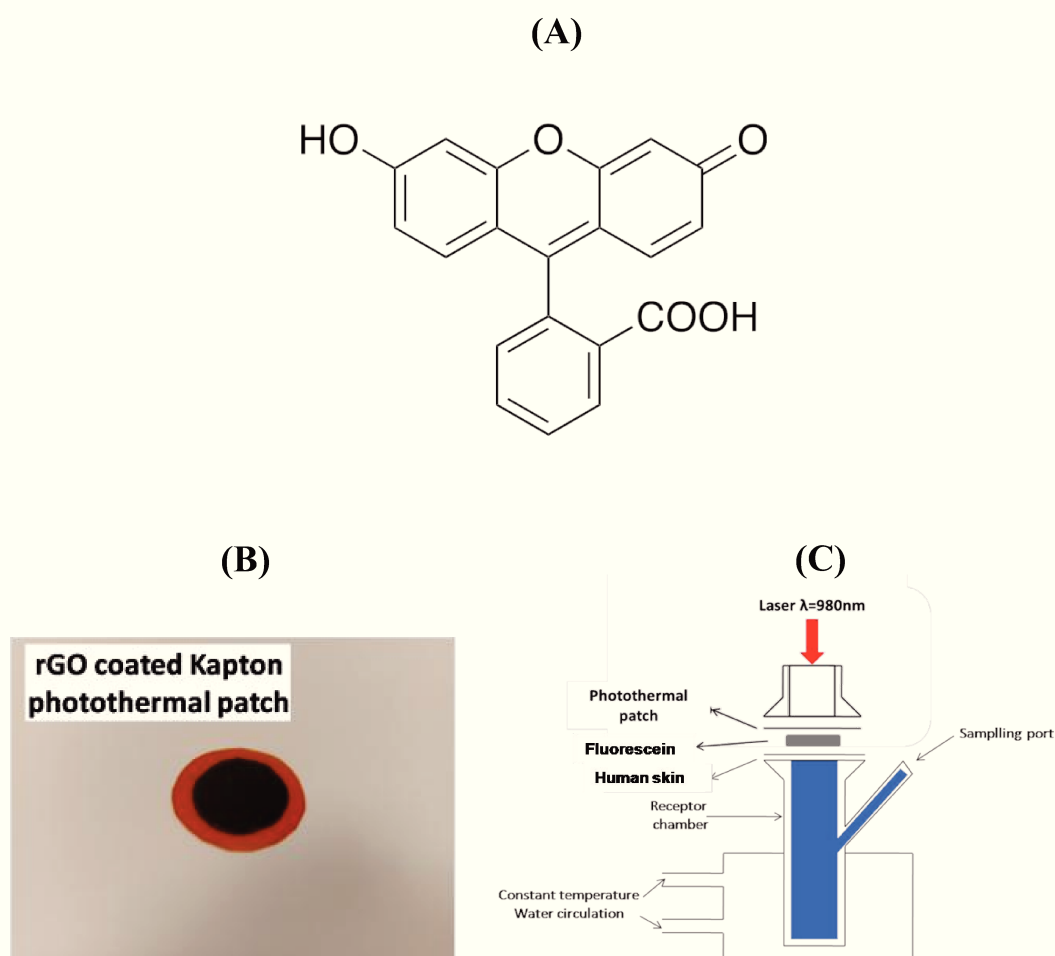 (A)
HO
O
O
COOH
(B)
(C)
rGO coated Kapton
photothermal patch
Laser λ=980nm
Photothermal
patch
Fluorescein
Human skin
Samplling port
Receptor
chamber
Constant temperature
Water circulation